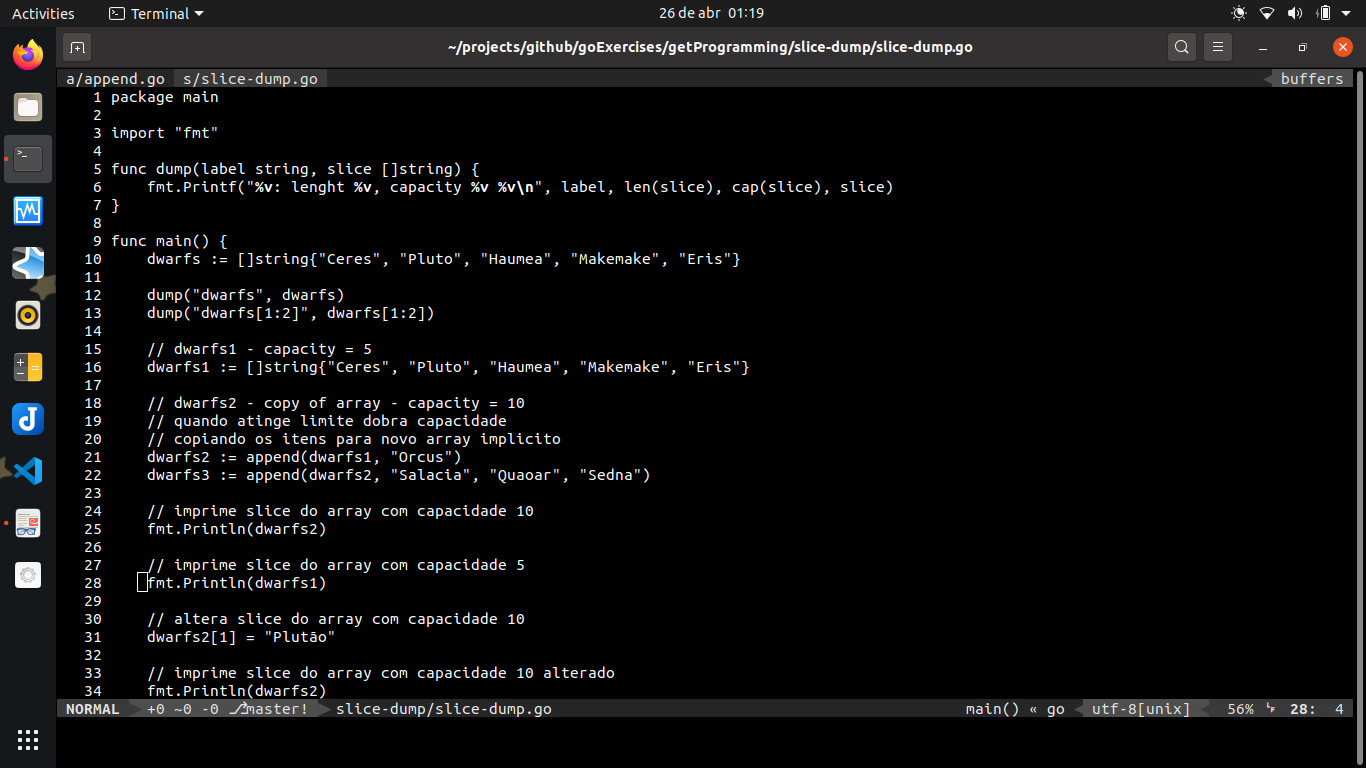 Activities Terminal 26 de abr 01:19
~/projects/github/goExercises/getProgramming/slice-dump/slice-dump.go
a/append.go s/slice-dump.go buffers
1 package main
2
3 import "fmt"
4
5 func dump(label string, slice []string) {
6     fmt.Printf("%v: lenght %v, capacity %v %v\n", label, len(slice), cap(slice), slice)
7 }
8
9 func main() {
10     dwarfs := []string{"Ceres", "Pluto", "Haumea", "Makemake", "Eris"}
11
12     dump("dwarfs", dwarfs)
13     dump("dwarfs[1:2]", dwarfs[1:2])
14
15     // dwarfs1 - capacity = 5
16     dwarfs1 := []string{"Ceres", "Pluto", "Haumea", "Makemake", "Eris"}
17
18     // dwarfs2 - copy of array - capacity = 10
19     // quando atinge limite dobra capacidade
20     // copiando os itens para novo array implicito
21     dwarfs2 := append(dwarfs1, "Orcus")
22     dwarfs3 := append(dwarfs2, "Salacia", "Quaoar", "Sedna")
23
24     // imprime slice do array com capacidade 10
25     fmt.Println(dwarfs2)
26
27     // imprime slice do array com capacidade 5
28     fmt.Println(dwarfs1)
29
30     // altera slice do array com capacidade 10
31     dwarfs2[1] = "Plutão"
32
33     // imprime slice do array com capacidade 10 alterado
34     fmt.Println(dwarfs2)
NORMAL +0 ~0 -0 master! slice-dump/slice-dump.go main() « go utf-8[unix] 56% 28: 4